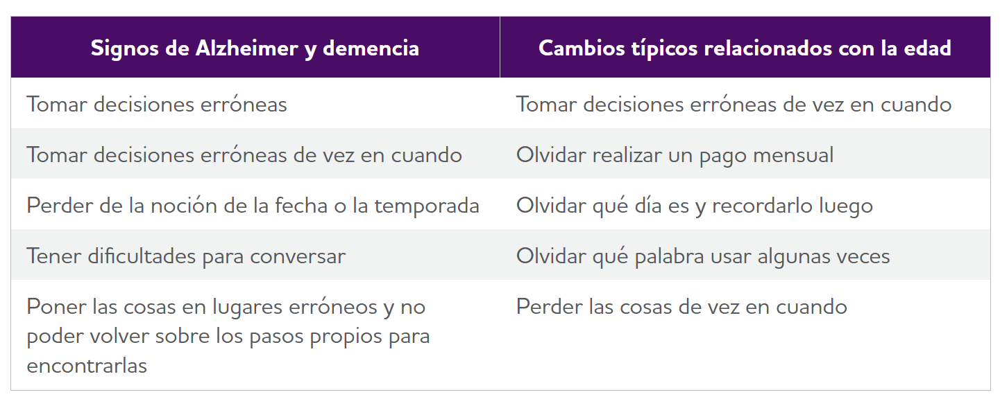 Signos de Alzheimer y demencia
Cambios típicos relacionados con la edad
Tomar decisiones erróneas
Tomar decisiones erróneas de vez en cuando
Tomar decisiones erróneas de vez en cuando
Olvidar realizar un pago mensual
Perder de la noción de la fecha o la temporada
Olvidar qué día es y recordarlo luego
Tener dificultades para conversar
Olvidar qué palabra usar algunas veces
Poner las cosas en lugares erróneos y no
poder volver sobre los pasos propios para
encontrarlas
Perder las cosas de vez en cuando